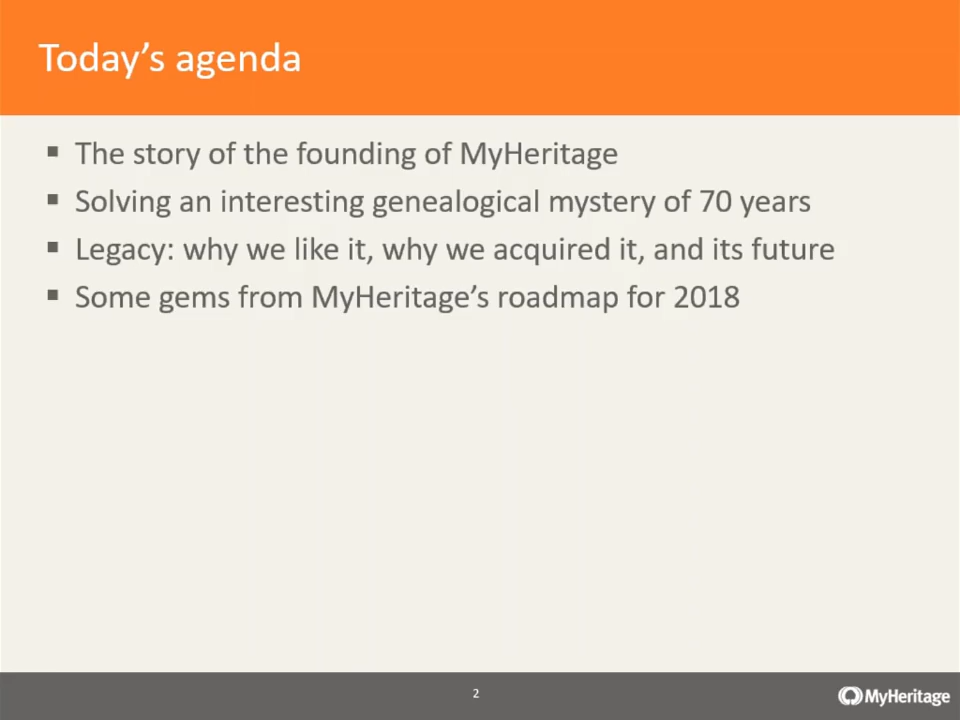 Today’s agenda
▪ The story of the founding of MyHeritage
▪ Solving an interesting genealogical mystery of 70 years
▪ Legacy: why we like it, why we acquired it, and its future
▪ Some gems from MyHeritage’s roadmap for 2018
2
MyHeritage